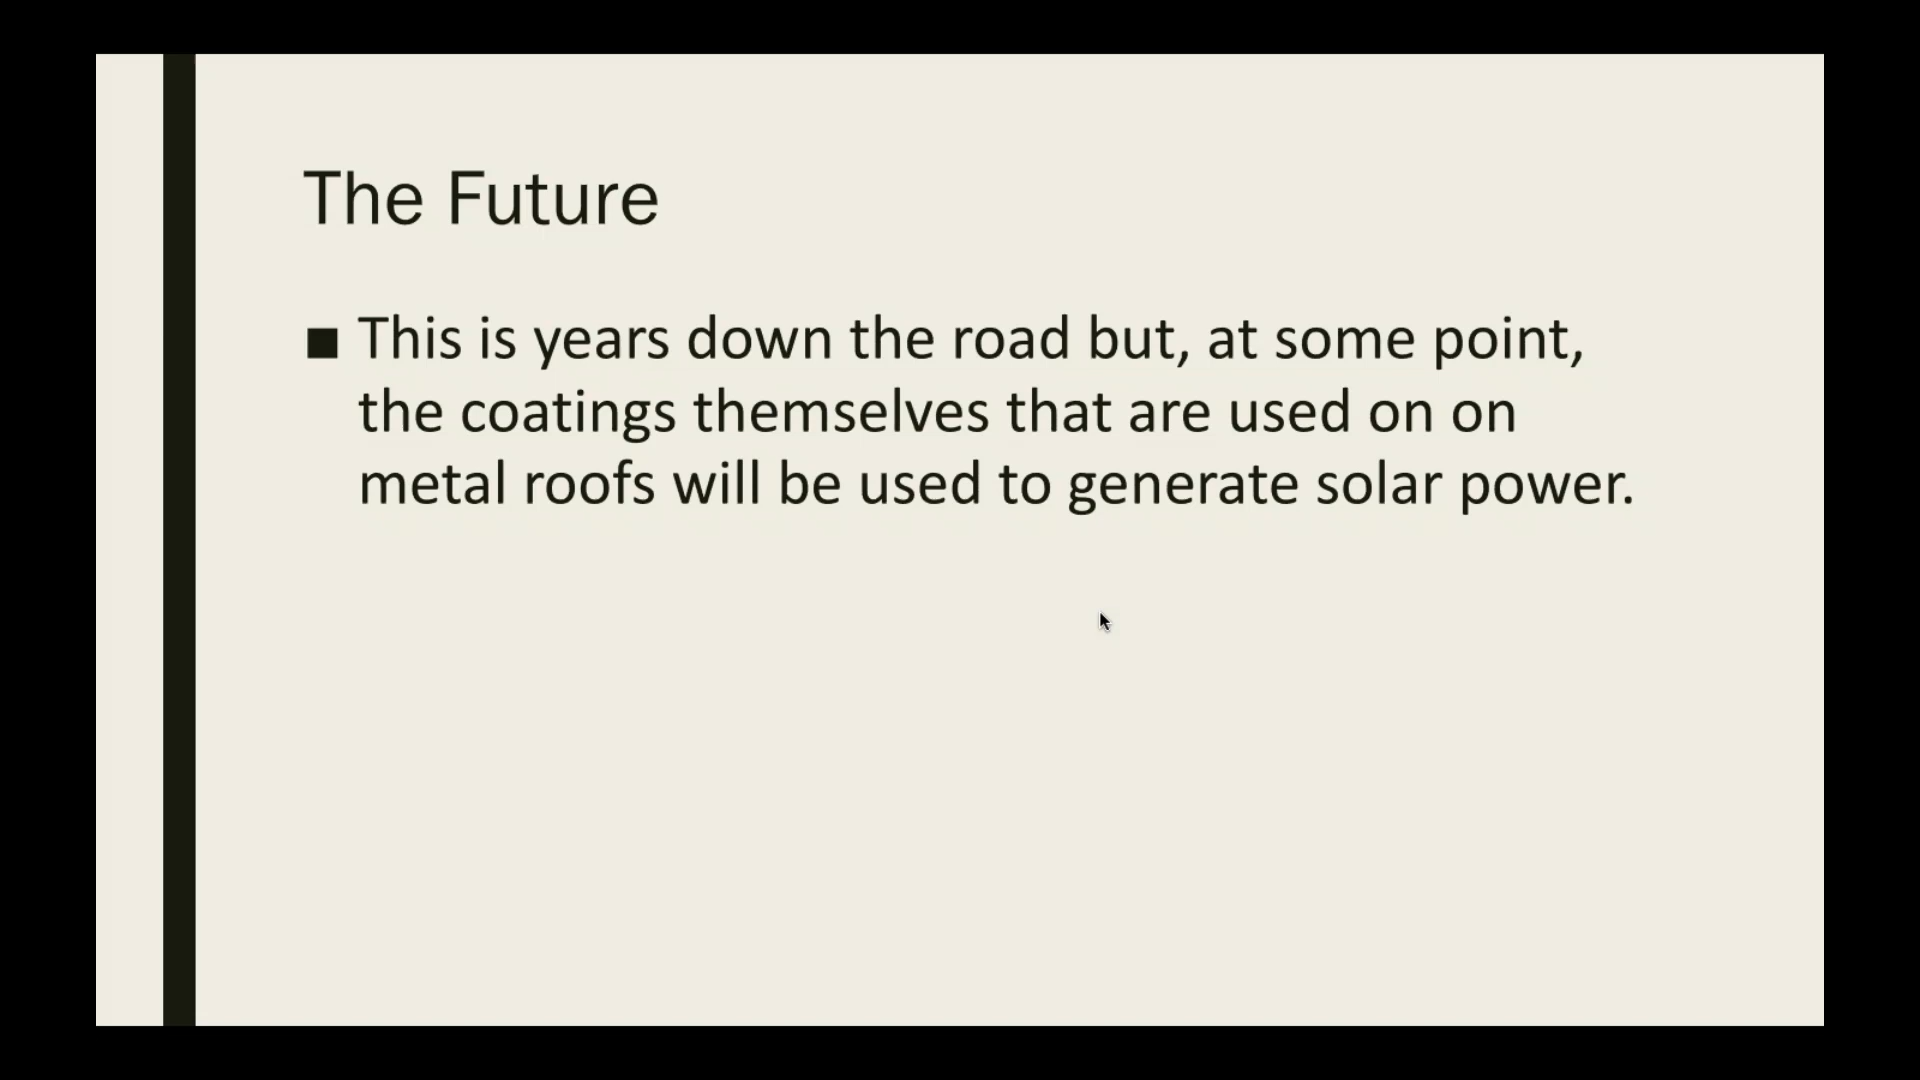 The Future
■ This is years down the road but, at some point,
the coatings themselves that are used on on
metal roofs will be used to generate solar power.